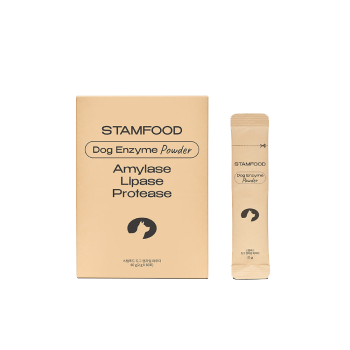 STAMFOOD
Dog Enzyme Powder
Amylase
Lipase
Protease
STAMFOOD
Dog Enzyme
Powder